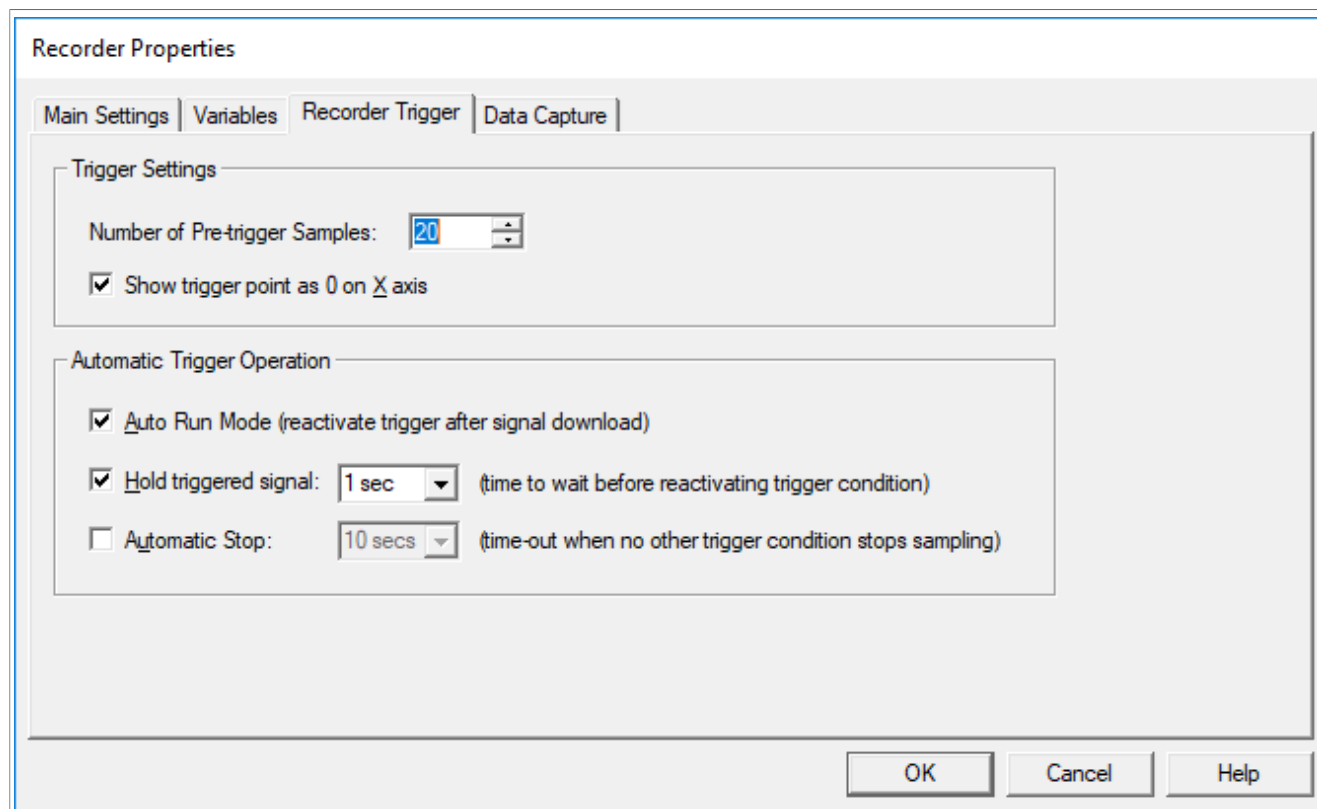 Recorder Properties
Main Settings Variables Recorder Trigger Data Capture
Trigger Settings
Number of Pre-trigger Samples: 20
Show trigger point as 0 on X axis
Automatic Trigger Operation
Auto Run Mode (reactivate trigger after signal download)
Hold triggered signal: 1 sec (time to wait before reactivating trigger condition)
Automatic Stop: 10 secs (time-out when no other trigger condition stops sampling)
OK Cancel Help